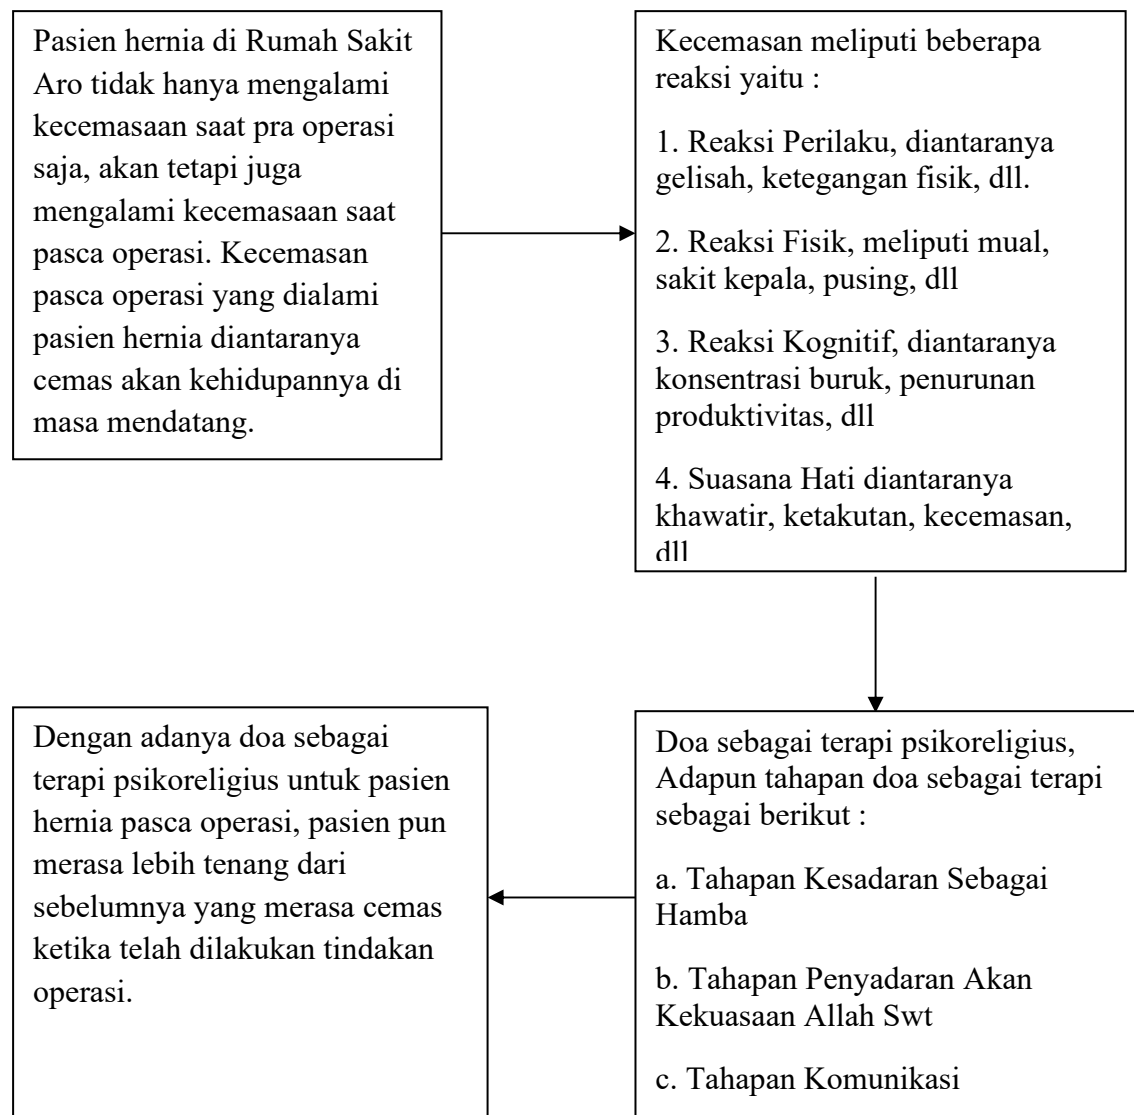 Pasien hernia di Rumah Sakit
Aro tidak hanya mengalami
kecemasaan saat pra operasi
saja, akan tetapi juga
mengalami kecemasaan saat
pasca operasi. Kecemasan
pasca operasi yang dialami
pasien hernia diantaranya
cemas akan kehidupannya di
masa mendatang.
Kecemasan meliputi beberapa
reaksi yaitu :
1. Reaksi Perilaku, diantaranya
gelisah, ketegangan fisik, dll.
2. Reaksi Fisik, meliputi mual,
sakit kepala, pusing, dll
3. Reaksi Kognitif, diantaranya
konsentrasi buruk, penurunan
produktivitas, dll
4. Suasana Hati diantaranya
khawatir, ketakutan, kecemasan,
dll
Doa sebagai terapi psikoreligius,
Adapun tahapan doa sebagai terapi
sebagai berikut :
a. Tahapan Kesadaran Sebagai
Hamba
b. Tahapan Penyadaran Akan
Kekuasaan Allah Swt
c. Tahapan Komunikasi
Dengan adanya doa sebagai
terapi psikoreligius untuk pasien
hernia pasca operasi, pasien pun
merasa lebih tenang dari
sebelumnya yang merasa cemas
ketika telah dilakukan tindakan
operasi.